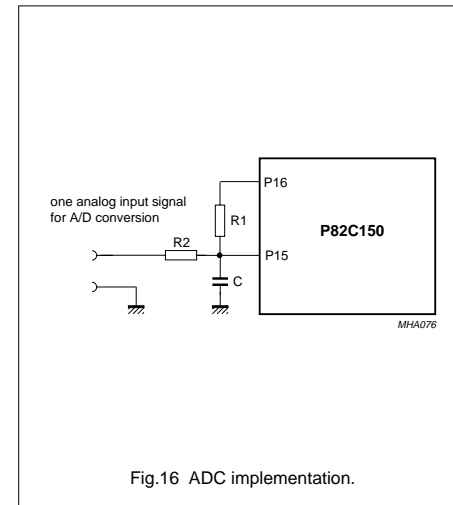 P16
one analog input signal
for A/D conversion
R1
P82C150
R2
P15
C
MHA076
Fig.16 ADC implementation.